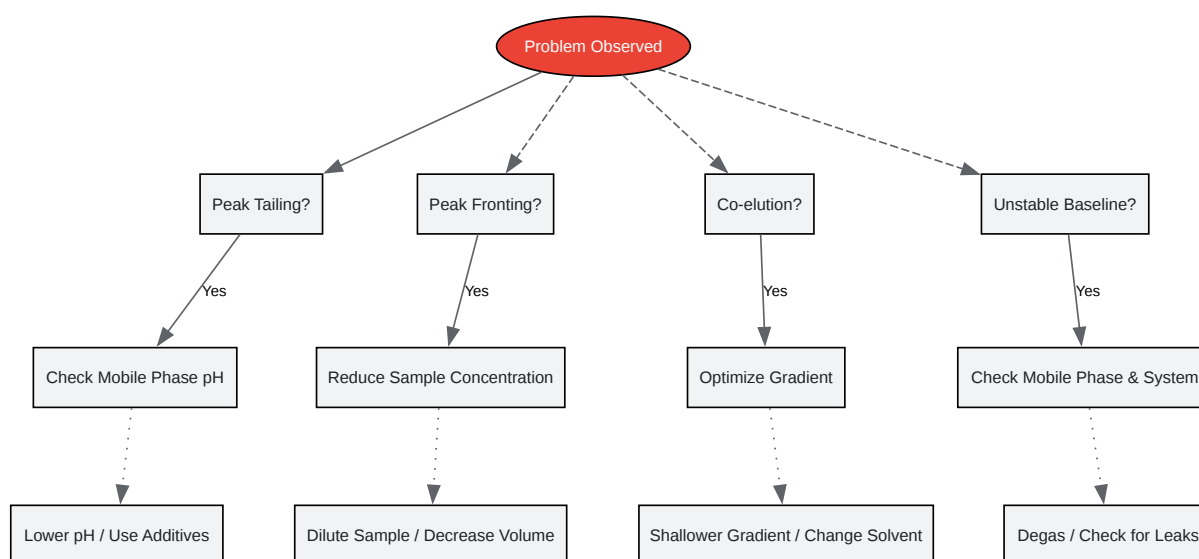 Problem Observed
Peak Tailing?
Peak Fronting?
Co-elution?
Unstable Baseline?
Yes
Yes
Yes
Yes
Check Mobile Phase pH
Reduce Sample Concentration
Optimize Gradient
Check Mobile Phase & System
Lower pH / Use Additives
Dilute Sample / Decrease Volume
Shallower Gradient / Change Solvent
Degas / Check for Leaks